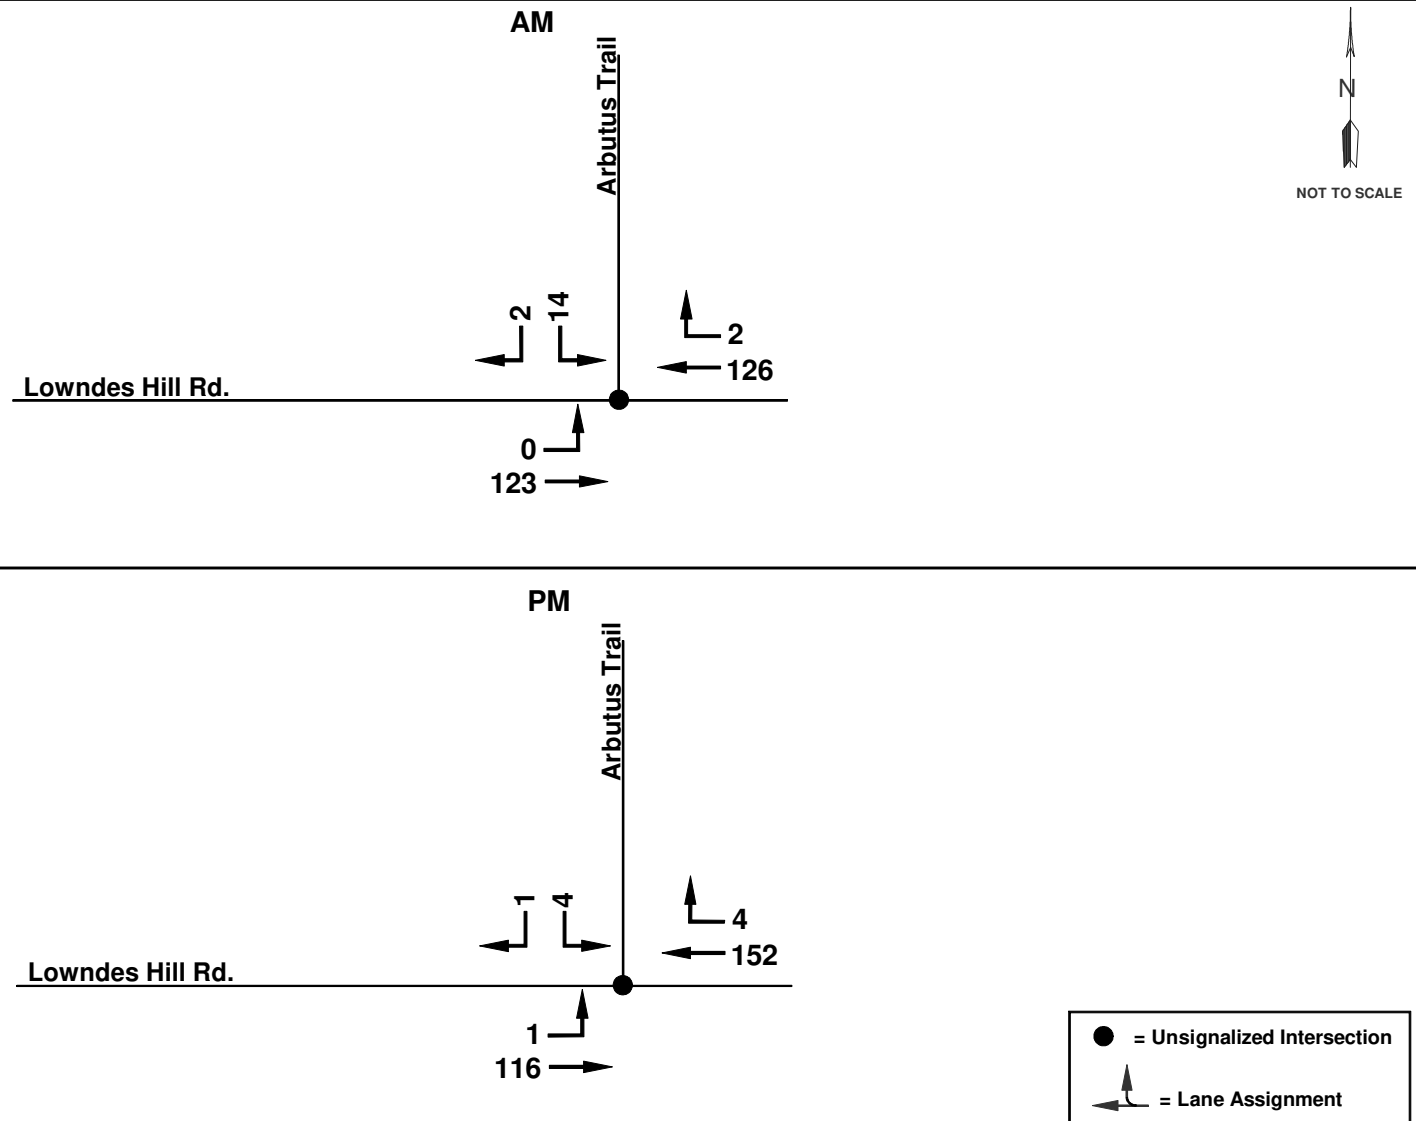 AM
Arbutus Trail
N
NOT TO SCALE
2
14
2
126
Lowndes Hill Rd.
0
123
PM
Arbutus Trail
1
4
4
152
Lowndes Hill Rd.
1
116
= Unsignalized Intersection
= Lane Assignment